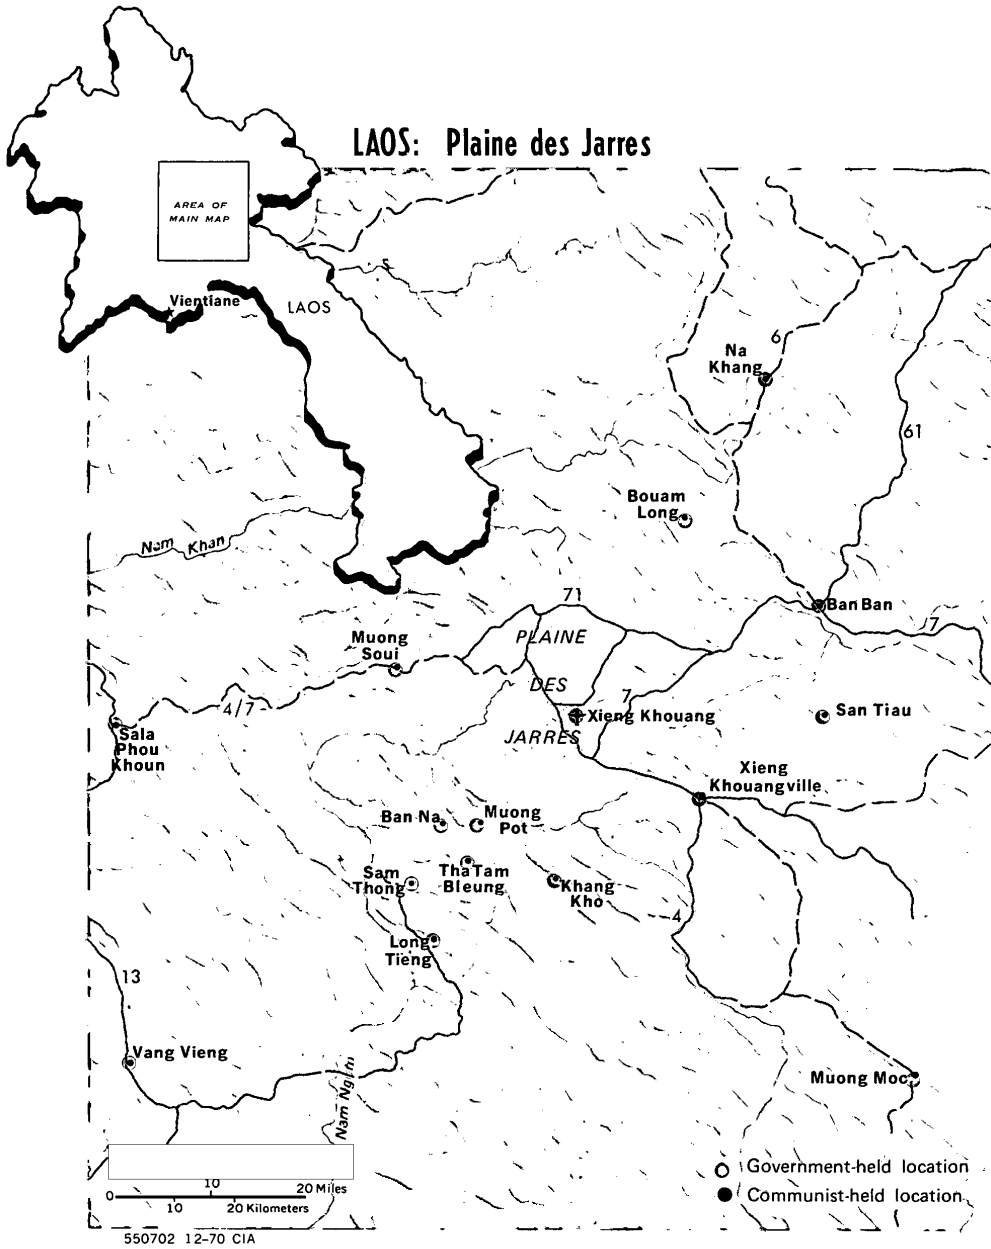 LAOS: Plaine des Jarres
AREA OF
MAIN MAP
Vientiane
LAOS
6
Na
Khang
61
Bouam
Long
Nam Khan
71
Ban Ban
7
PLAINE
Muong
Soui
DES
7
4/7
Xieng Khouang
San Tiau
JARRES
Sala
Phou
Khoun
Xieng
Khouangville
Ban Na
Muong
Pot
Sam
Thong
Tha Tam
Bleung
Khang
Kho
4
Long
Tieng
13
Vang Vieng
Muong Moc
Nam Ngum
Government-held location
Communist-held location
0 10 20 Miles
10 20 Kilometers
550702 12-70 CIA